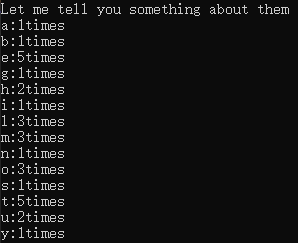 Let me tell you something about them
a:1times
b:1times
e:5times
g:1times
h:2times
i:1times
l:3times
m:3times
n:1times
o:3times
s:1times
t:5times
u:2times
y:1times